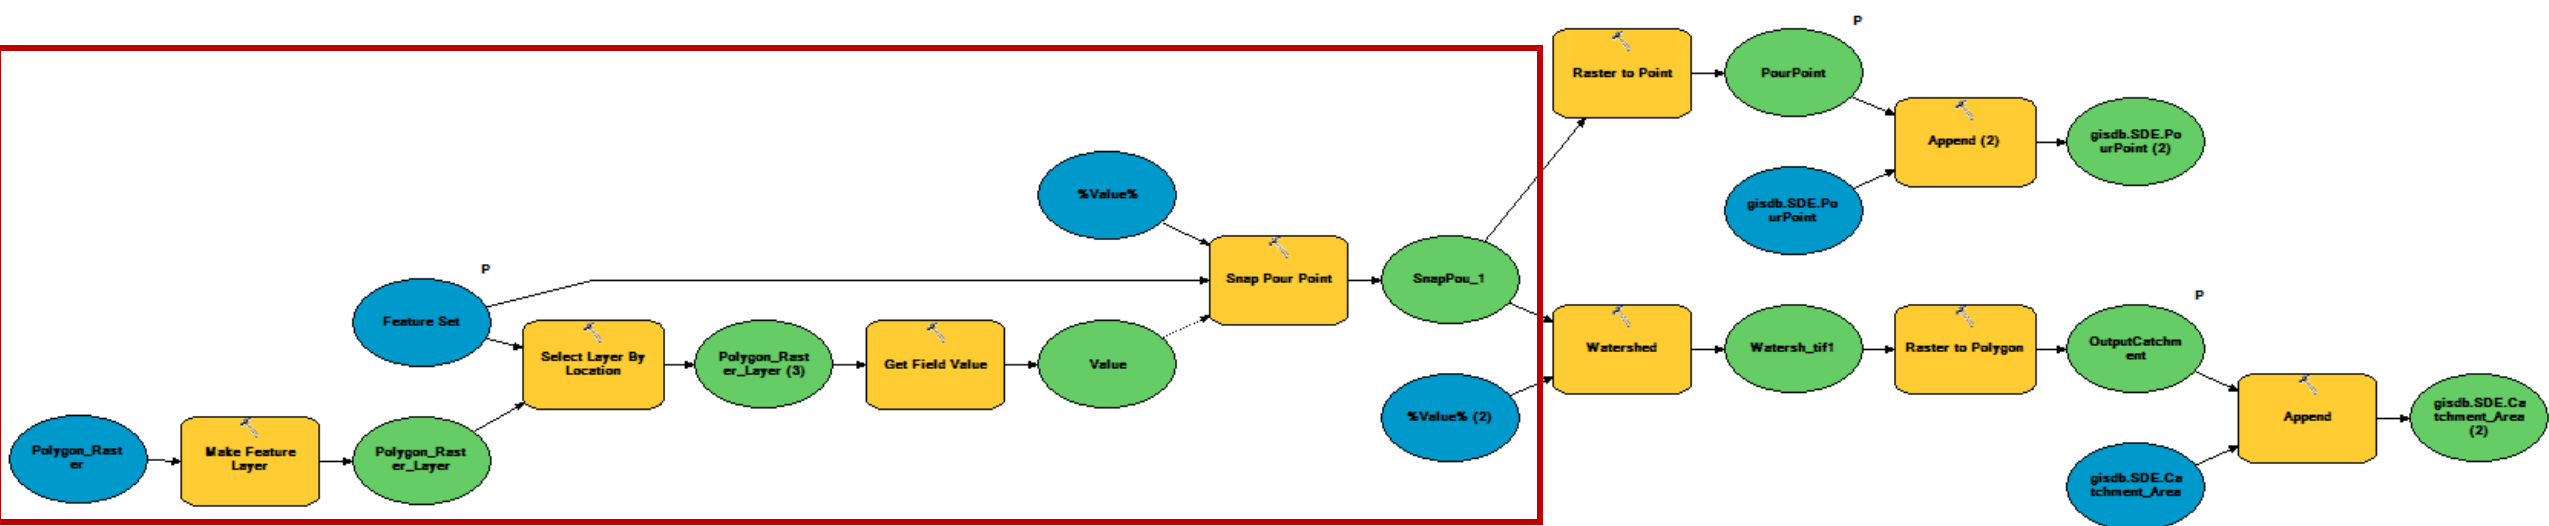 P
Raster to Point
PourPoint
Append (2)
gisdb.SDE.Po
urPoint (2)
%Value%
gisdb.SDE.Po
urPoint
P
Feature Set
Snap Pour Point
SnapPou_1
P
Select Layer By
Location
Polygon_Rast
er_Layer (3)
Get Field Value
Value
Watershed
Watersh_tif1
Raster to Polygon
OutputCatchm
ent
%Value% (2)
Append
gisdb.SDE.Ca
tchment_Area
(2)
Polygon_Rast
er
Make Feature
Layer
Polygon_Rast
er_Layer
gisdb.SDE.Ca
tchment_Area